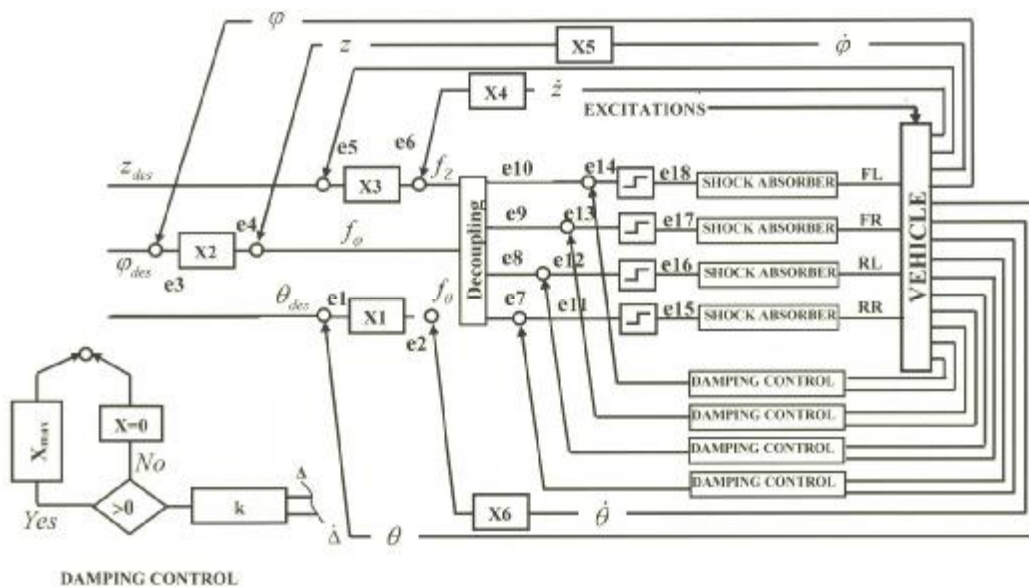 φ
z
X5
φ̇
X4
ż
EXCITATIONS
e5
e6
z_des
X3
f_Z
e10
e14
e18
SHOCK ABSORBER
FL
φ_des
e3
X2
e4
f_φ
Decoupling
e9
e13
e17
SHOCK ABSORBER
FR
VEHICLE
e8
e12
e16
SHOCK ABSORBER
RL
θ_des
e1
X1
e2
f_θ
e7
e11
e15
SHOCK ABSORBER
RR
DAMPING CONTROL
DAMPING CONTROL
DAMPING CONTROL
DAMPING CONTROL
X_max
X=0
No
Yes
>0
k
Δ
Δ̇
X6
θ̇
θ
DAMPING CONTROL